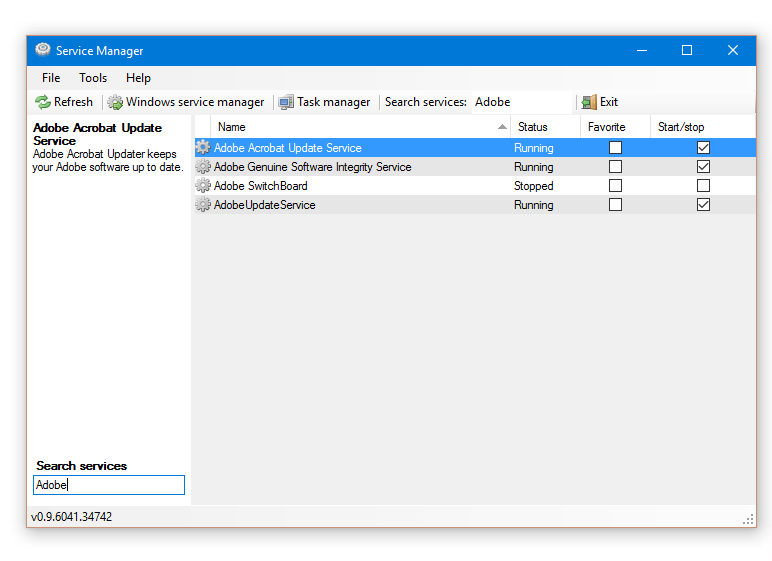 Service Manager
File Tools Help
Refresh Windows service manager Task manager Search services: Adobe Exit
Adobe Acrobat Update
Service
Adobe Acrobat Updater keeps
your Adobe software up to date.
Name Status Favorite Start/stop
Adobe Acrobat Update Service Running
Adobe Genuine Software Integrity Service Running
Adobe SwitchBoard Stopped
AdobeUpdateService Running
Search services
Adobe
v0.9.6041.34742